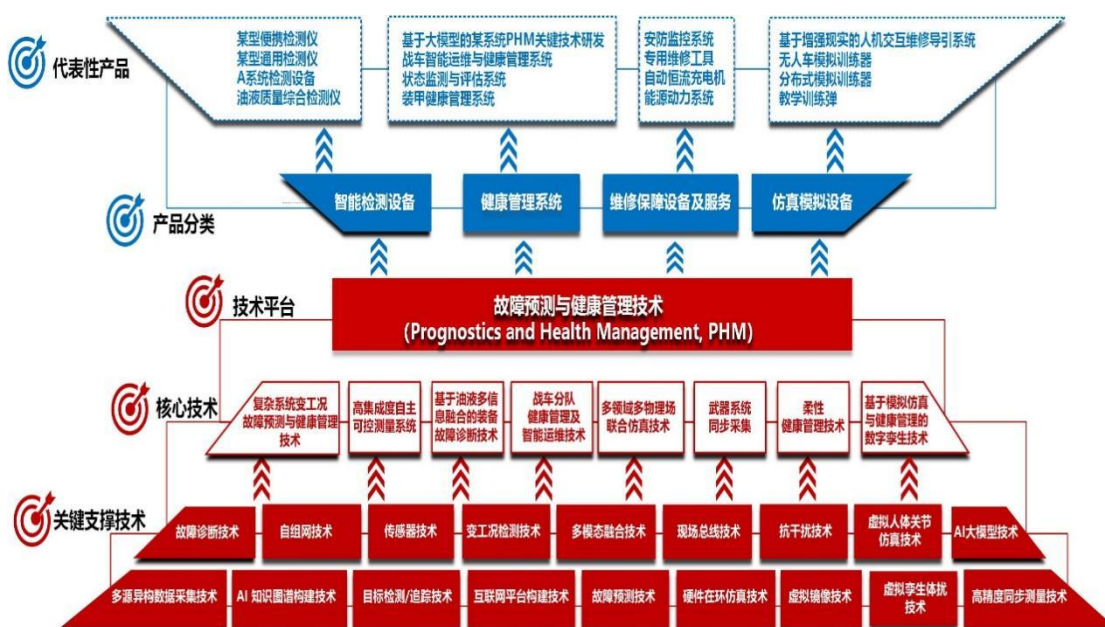 代表性产品
某型便携检测仪
某型通用检测仪
A系统检测设备
油液质量综合检测仪
基于大模型的某系统PHM关键技术研发
战车智能运维与健康管理系统
状态监测与评估系统
装甲健康管理系统
安防监控系统
专用维修工具
自动恒流充电机
能源动力系统
基于增强现实的人机交互维修导引系统
无人车模拟训练器
分布式模拟训练器
教学训练弹
产品分类
智能检测设备
健康管理系统
维修保障设备及服务
仿真模拟设备
技术平台
故障预测与健康管理技术
(Prognostics and Health Management, PHM)
核心技术
复杂系统变工况
故障预测与健康管理
技术
高集成度自主
可控测量系统
基于油液多信
息融合的装备
故障诊断技术
战车分队
健康管理及
智能运维技术
多领域多物理场
联合仿真技术
武器系统
同步采集
柔性
健康管理技术
基于模拟仿真
与健康管理的
数字孪生技术
关键支撑技术
故障诊断技术
自组网技术
传感器技术
变工况检测技术
多模态融合技术
现场总线技术
抗干扰技术
虚拟人体关节
仿真技术
AI大模型技术
多源异构数据采集技术
AI 知识图谱构建技术
目标检测/追踪技术
互联网平台构建技术
故障预测技术
硬件在环仿真技术
虚拟镜像技术
虚拟孪生体扰
技术
高精度同步测量技术